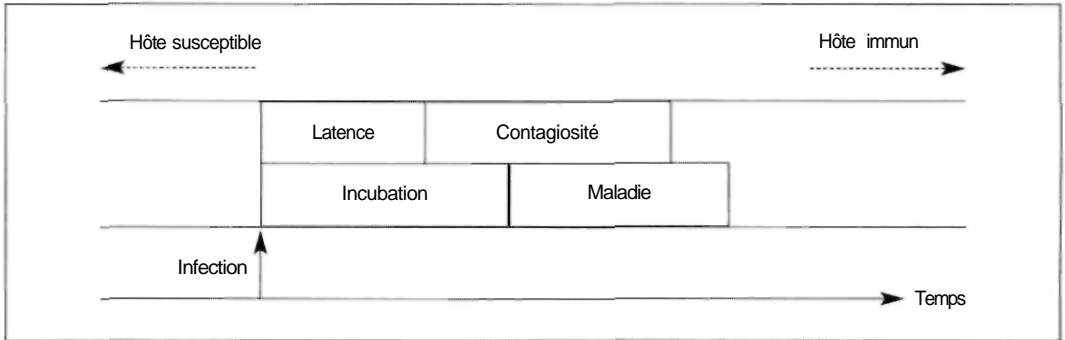 Hôte susceptible
Hôte immun
Latence
Contagiosité
Incubation
Maladie
Infection
Temps